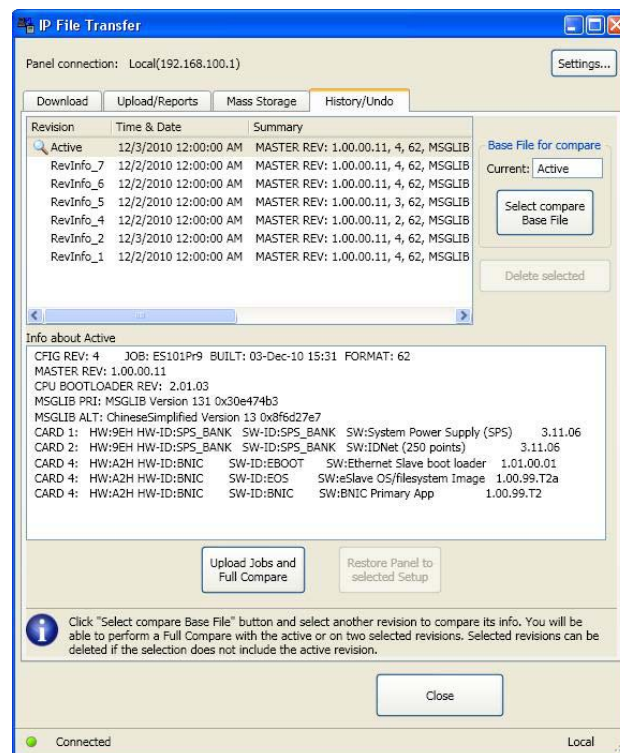 IP File Transfer
Panel connection: Local(192.168.100.1)
Settings...
Download Upload/Reports Mass Storage History/Undo
Revision Time & Date Summary
Active 12/3/2010 12:00:00 AM MASTER REV: 1.00.00.11, 4, 62, MSGLIB
RevInfo_7 12/2/2010 12:00:00 AM MASTER REV: 1.00.00.11, 4, 62, MSGLIB
RevInfo_6 12/2/2010 12:00:00 AM MASTER REV: 1.00.00.11, 4, 62, MSGLIB
RevInfo_5 12/2/2010 12:00:00 AM MASTER REV: 1.00.00.11, 3, 62, MSGLIB
RevInfo_4 12/2/2010 12:00:00 AM MASTER REV: 1.00.00.11, 2, 62, MSGLIB
RevInfo_2 12/3/2010 12:00:00 AM MASTER REV: 1.00.00.11, 4, 62, MSGLIB
RevInfo_1 12/2/2010 12:00:00 AM MASTER REV: 1.00.00.11, 4, 62, MSGLIB
Base File for compare
Current: Active
Select compare
Base File
Delete selected
Info about Active
CFIG REV: 4 JOB: ES101Pr9 BUILT: 03-Dec-10 15:31 FORMAT: 62
MASTER REV: 1.00.00.11
CPU BOOTLOADER REV: 2.01.03
MSGLIB PRI: MSGLIB Version 131 0x30e474b3
MSGLIB ALT: ChineseSimplified Version 13 0x8f6d27e7
CARD 1: HW:9EH HW-ID:SPS_BANK SW-ID:SPS_BANK SW:System Power Supply (SPS) 3.11.06
CARD 2: HW:9EH HW-ID:SPS_BANK SW-ID:SPS_BANK SW:IDNet (250 points) 3.11.06
CARD 4: HW:A2H HW-ID:BNIC SW-ID:EBOOT SW:Ethernet Slave boot loader 1.01.00.01
CARD 4: HW:A2H HW-ID:BNIC SW-ID:EOS SW:eSlave OS/filesystem Image 1.00.99.T2a
CARD 4: HW:A2H HW-ID:BNIC SW-ID:BNIC SW:BNIC Primary App 1.00.99.T2
Upload Jobs and
Full Compare
Restore Panel to
selected Setup
Click "Select compare Base File" button and select another revision to compare its info. You will be
able to perform a Full Compare with the active or on two selected revisions. Selected revisions can be
deleted if the selection does not include the active revision.
Close
Connected Local